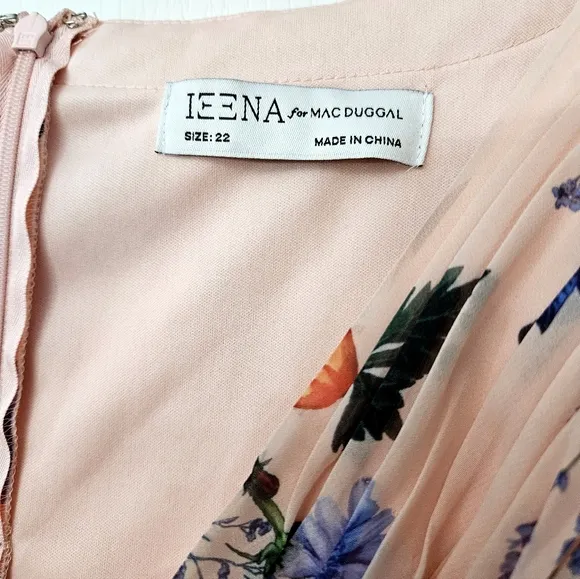 IEENA for MAC DUGGAL
SIZE: 22 MADE IN CHINA